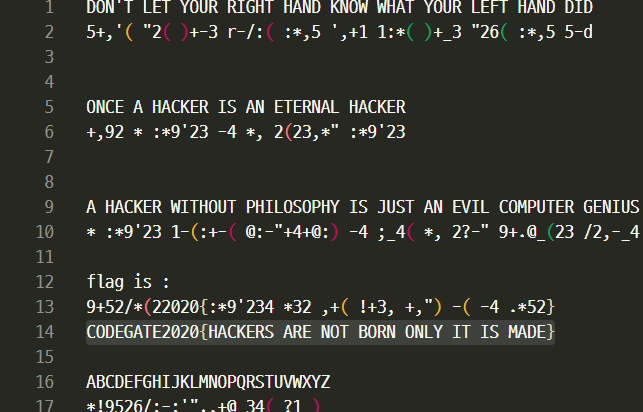 1 DON'T LET YOUR RIGHT HAND KNOW WHAT YOUR LEFT HAND DID
2 5+,'( "2( )+-3 r-/:( :*,5 ',+1 1:*( )+_3 "26( :*,5 5-d
3
4
5 ONCE A HACKER IS AN ETERNAL HACKER
6 +,92 * :*9'23 -4 *, 2(23,*" :*9'23
7
8
9 A HACKER WITHOUT PHILOSOPHY IS JUST AN EVIL COMPUTER GENIUS
10 * :*9'23 1-(:+-( @:-"+4+@:) -4 ;_4( *, 2?-" 9+.@_(23 /2,-_4
11
12 flag is :
13 9+52/*(22020{:*9'234 *32 ,+( !+3, +,") -( -4 .*52}
14 CODEGATE2020{HACKERS ARE NOT BORN ONLY IT IS MADE}
15
16 ABCDEFGHIJKLMNOPQRSTUVWXYZ
17